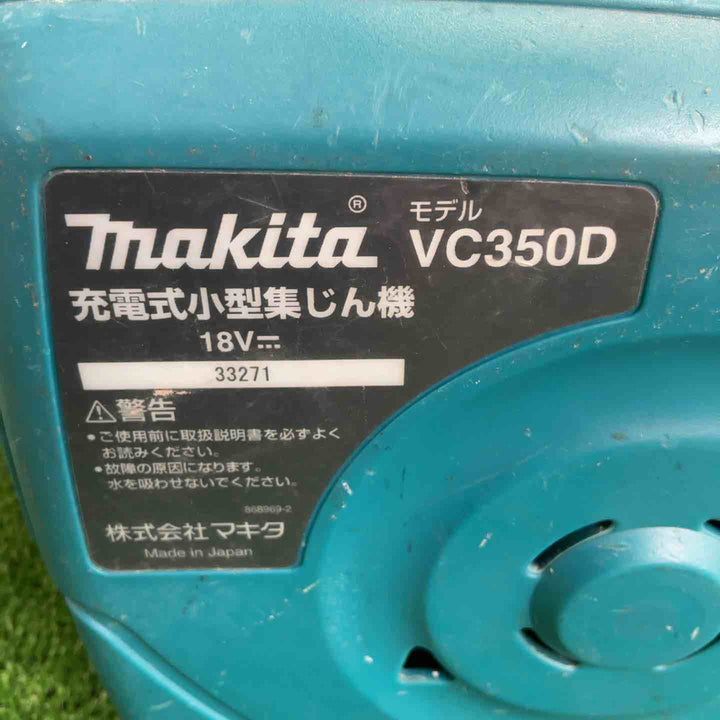 makita®
モデル
VC350D
充電式小型集じん機
18V⎓
33271
⚠警告
•ご使用前に取扱説明書を必ずよく
お読みください。
•故障の原因になります。
水を吸わせないでください。
868969-2
株式会社マキタ
Made in Japan